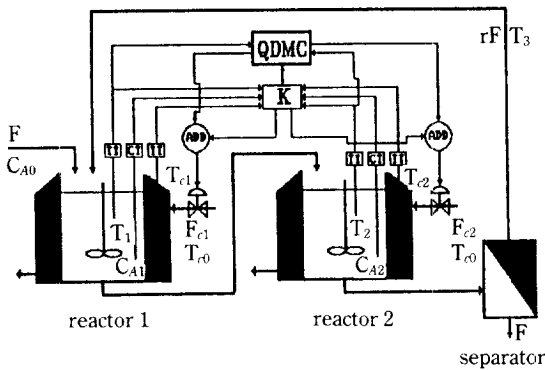 QDMC
rF T3
K
ADD
ADD
F
CA0
TT CT TT
TT CT TT
Tc1
Tc2
T1
Fc1
T2
Fc2
Tc0
Tc0
CA1
CA2
reactor 1
reactor 2
F
separator